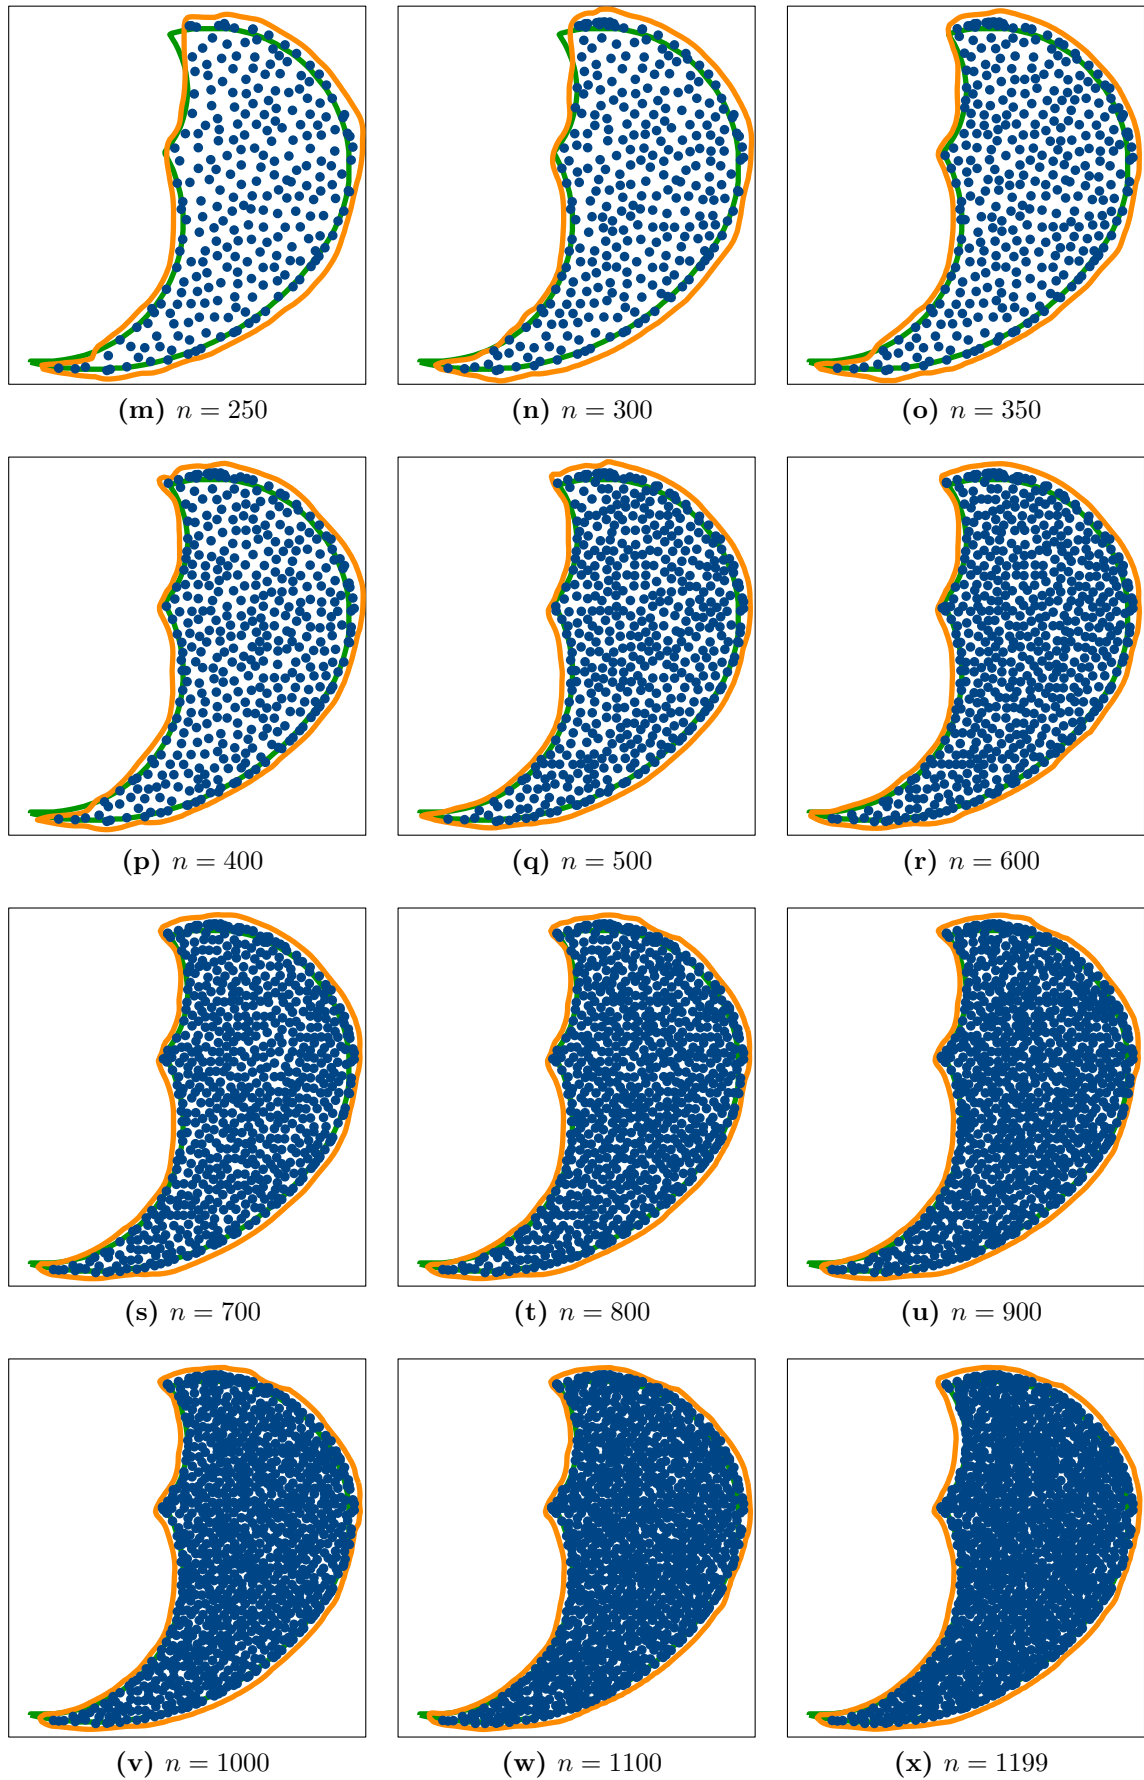 (m) n = 250 (n) n = 300 (o) n = 350
(p) n = 400 (q) n = 500 (r) n = 600
(s) n = 700 (t) n = 800 (u) n = 900
(v) n = 1000 (w) n = 1100 (x) n = 1199